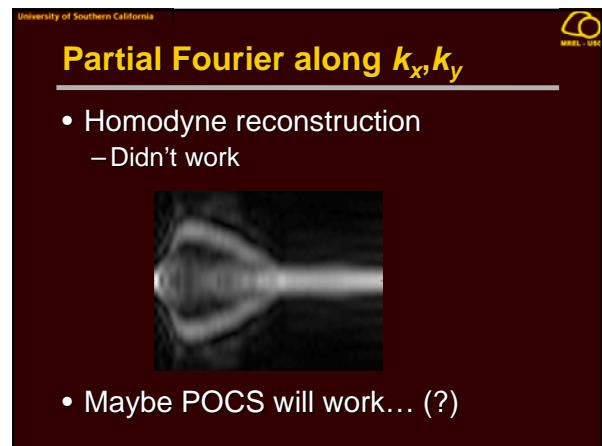 University of Southern California
MREL - USC
Partial Fourier along kx,ky
• Homodyne reconstruction
– Didn't work
• Maybe POCS will work… (?)